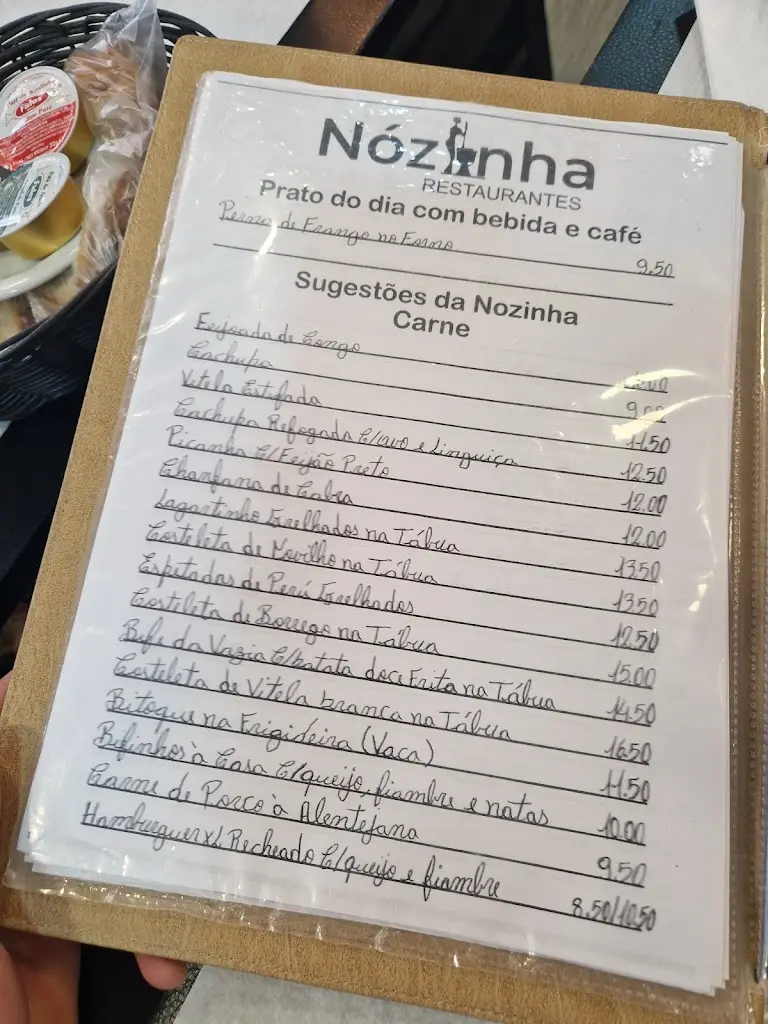 Nózinha
RESTAURANTES
Prato do dia com bebida e café
Perna de Frango no Forno 9,50
Sugestões da Nozinha
Carne
Feijoada de Congo
Cachupa 9.00
Vitela Estufada 11.50
Cachupa Refogada C/ovo e Linguiça 12.50
Picanha C/Feijão Preto 12.00
Chanfana de Cabra 12.00
Lagartinho Grelhados na Tábua 13.50
Costeleta de Novilho na Tábua 13.50
Espetadas de Perú Grelhados 12.50
Costeleta de Borrego na Tábua 15.00
Bife da Vazia C/batata doce Frita na Tábua 14.50
Costeleta de Vitela branca na Tábua 16.50
Bitoque na Frigideira (Vaca) 11.50
Bifinhos à Casa C/queijo, fiambre e natas 10.00
Carne de Porco à Alentejana 9.50
Hamburguer XL Recheado C/queijo e fiambre 8.50/10.50